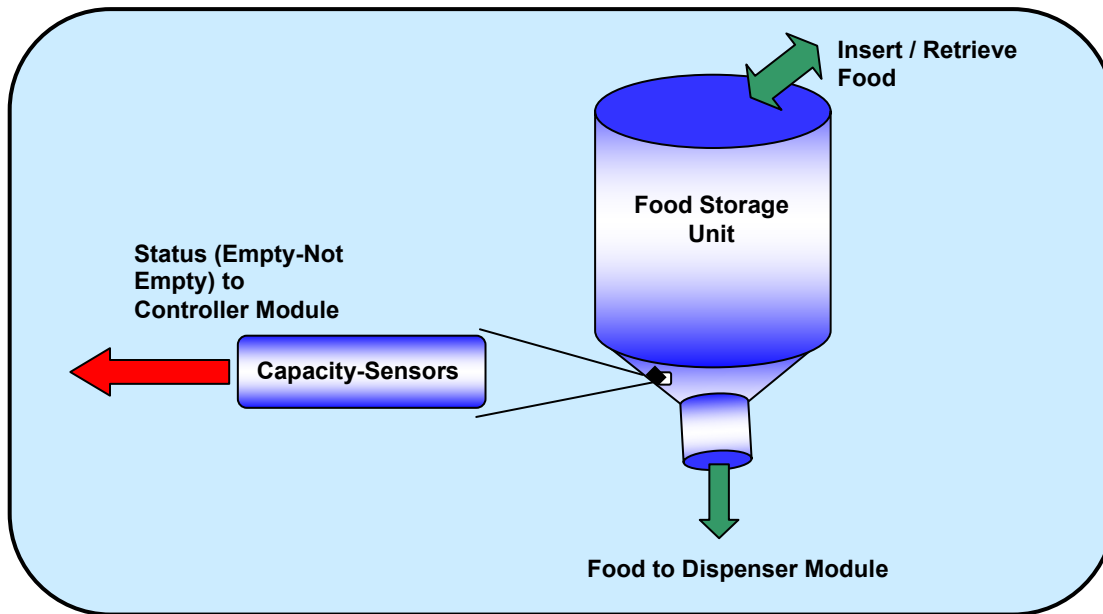 Insert / Retrieve
Food
Food Storage
Unit
Status (Empty-Not
Empty) to
Controller Module
Capacity-Sensors
Food to Dispenser Module